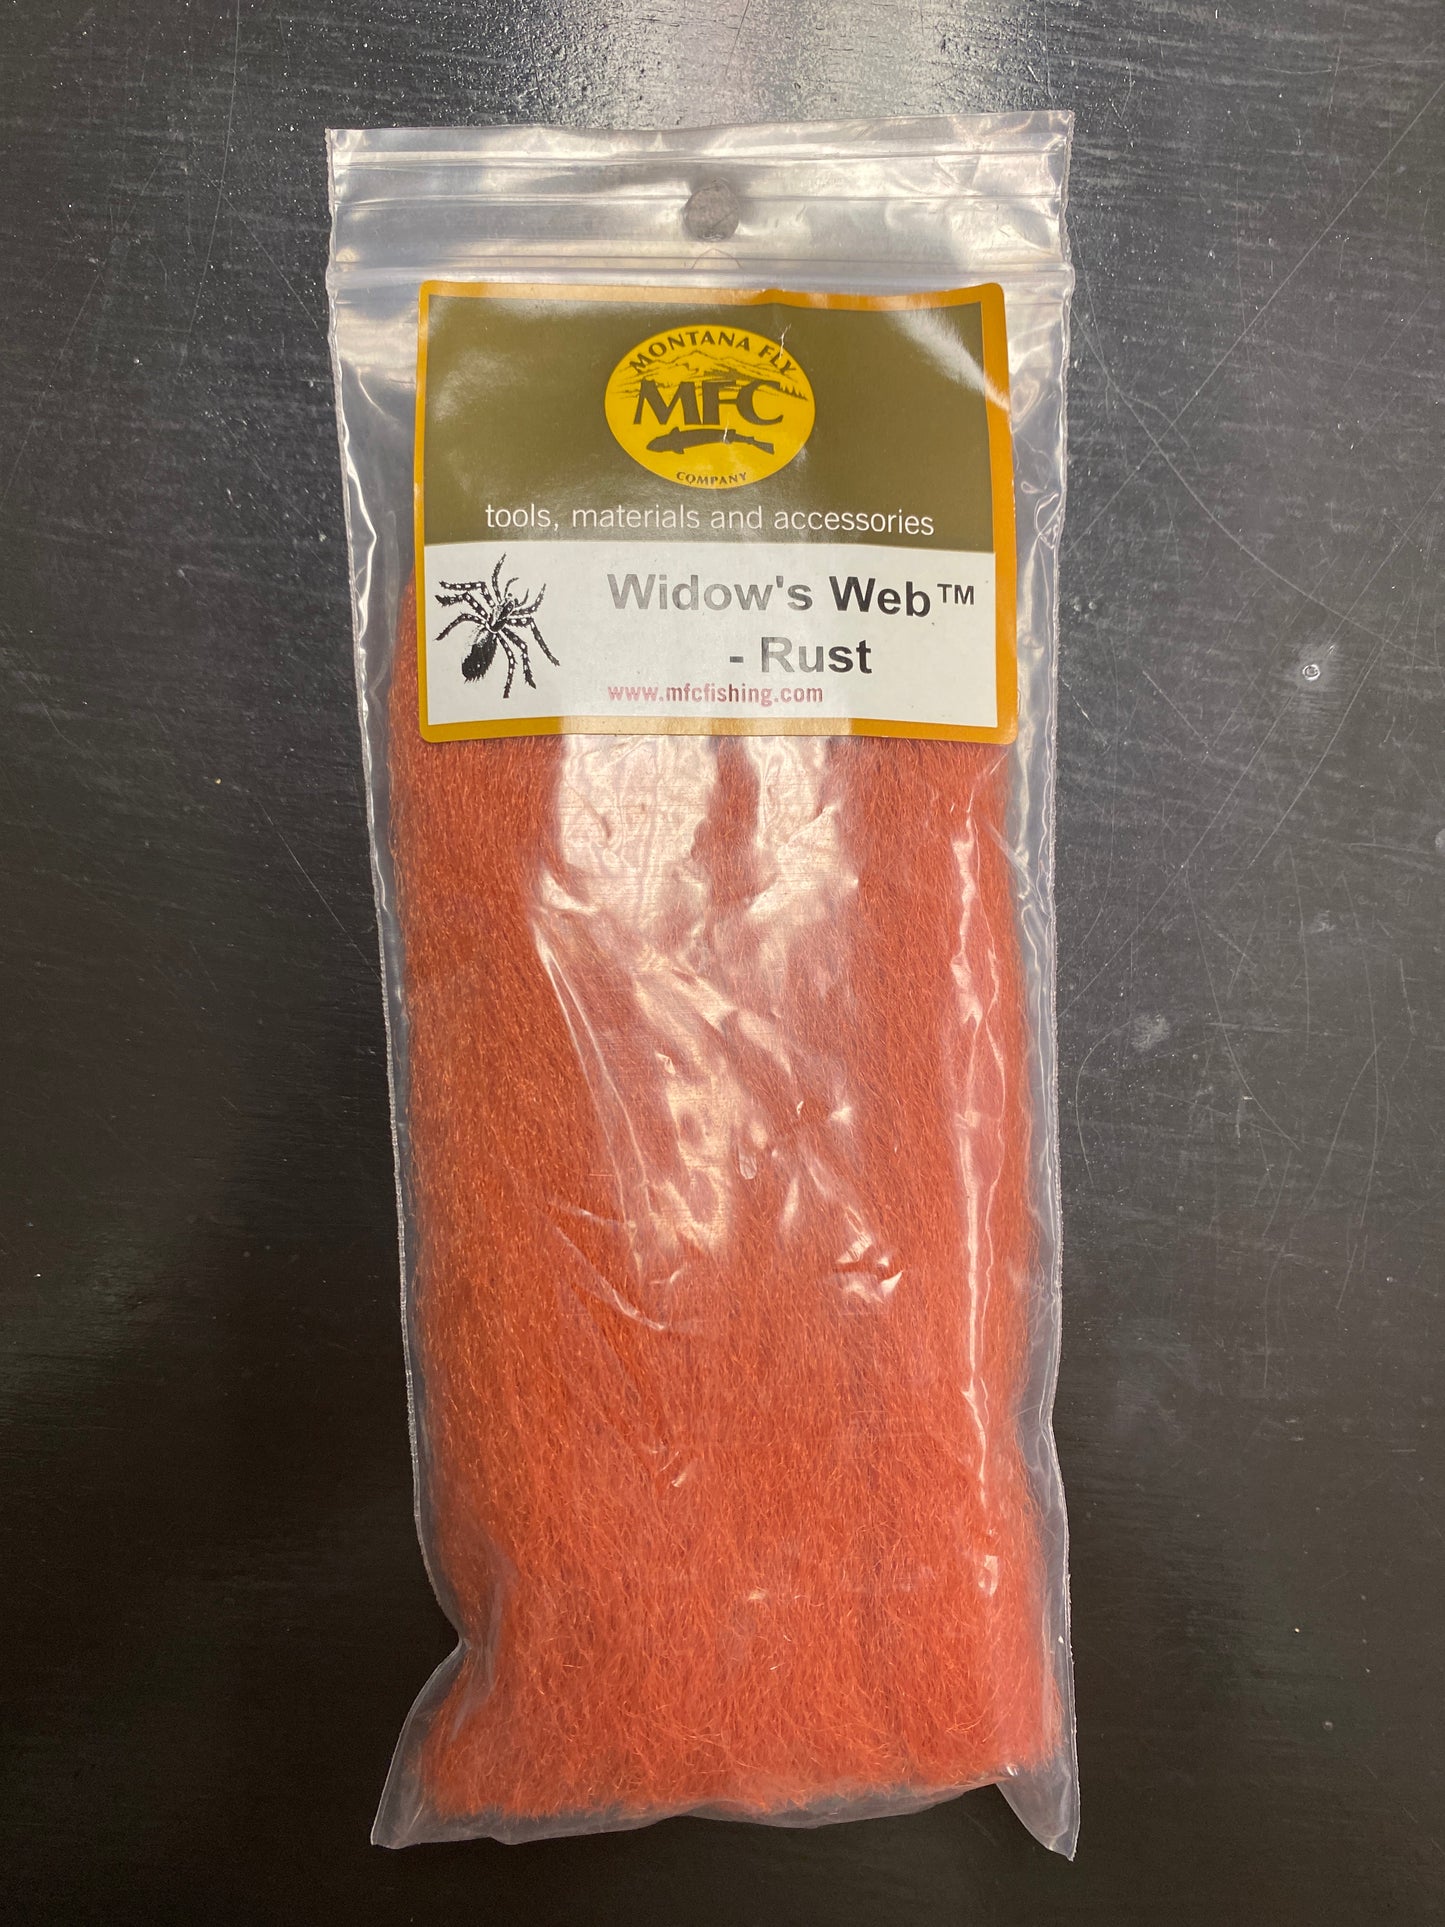 MONTANA FLY
MFC
COMPANY
tools, materials and accessories
Widow's Web™
- Rust
www.mfcfishing.com